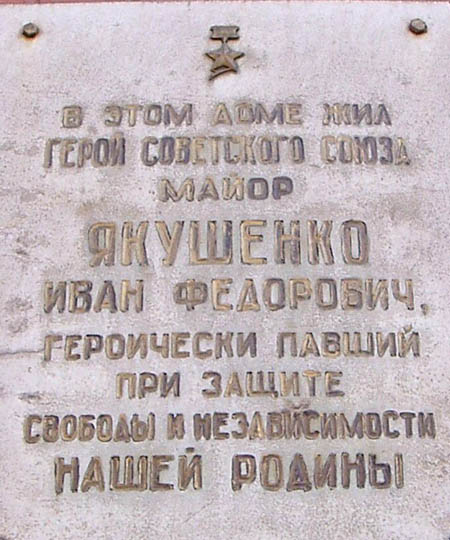 В ЭТОМ ДОМЕ ЖИЛ
ГЕРОЙ СОВЕТСКОГО СОЮЗА
МАЙОР
ЯКУШЕНКО
ИВАН ФЕДОРОВИЧ,
ГЕРОИЧЕСКИ ПАВШИЙ
ПРИ ЗАЩИТЕ
СВОБОДЫ И НЕЗАВИСИМОСТИ
НАШЕЙ РОДИНЫ